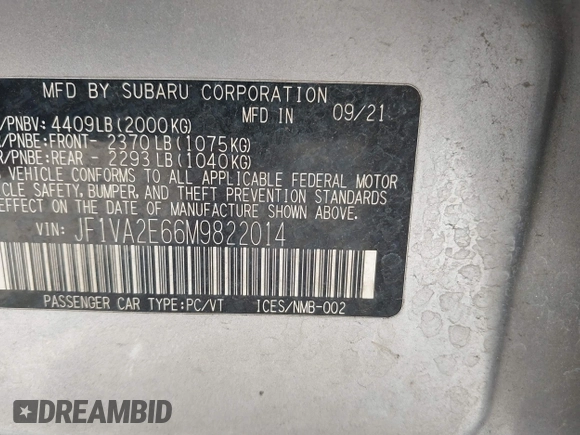 MFD BY SUBARU CORPORATION
MFD IN 09/21
/PNBV: 4409LB(2000KG)
/PNBE:FRONT- 2370LB(1075KG)
R/PNBE:REAR - 2293LB(1040KG)
S VEHICLE CONFORMS TO ALL APPLICABLE FEDERAL MOTOR
ICLE SAFETY, BUMPER, AND THEFT PREVENTION STANDARDS
EFFECT ON THE DATE OF MANUFACTURE SHOWN ABOVE.
VIN: JF1VA2E66M9822014
PASSENGER CAR TYPE:PC/VT ICES/NMB-002
DREAMBID